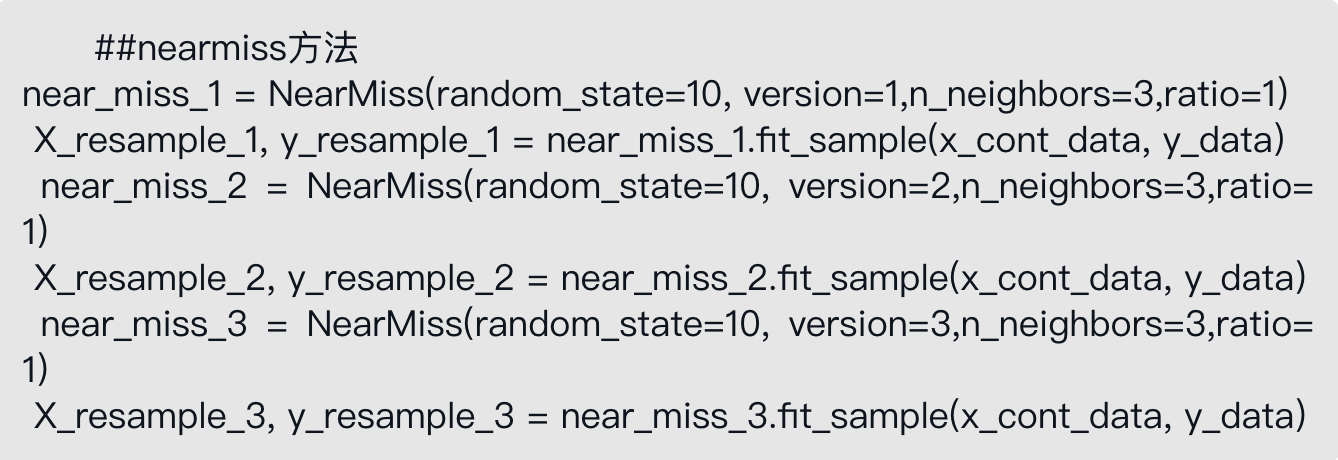 ##nearmiss方法
near_miss_1 = NearMiss(random_state=10, version=1,n_neighbors=3,ratio=1)
X_resample_1, y_resample_1 = near_miss_1.fit_sample(x_cont_data, y_data)
near_miss_2 = NearMiss(random_state=10, version=2,n_neighbors=3,ratio=
1)
X_resample_2, y_resample_2 = near_miss_2.fit_sample(x_cont_data, y_data)
near_miss_3 = NearMiss(random_state=10, version=3,n_neighbors=3,ratio=
1)
X_resample_3, y_resample_3 = near_miss_3.fit_sample(x_cont_data, y_data)